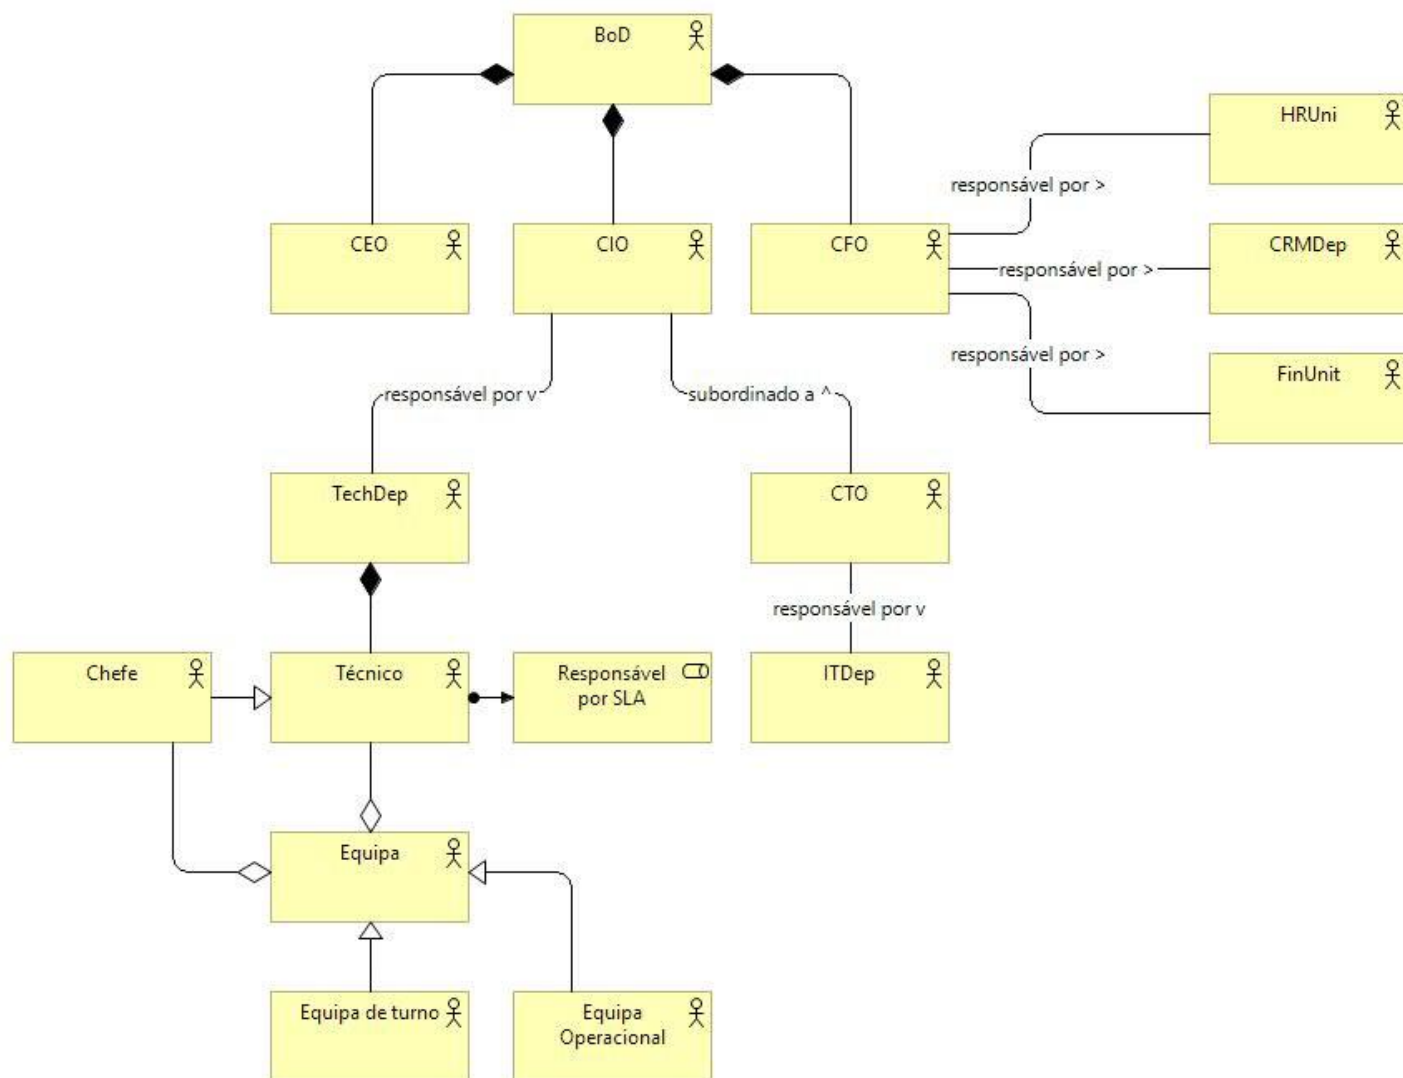 BoD
HRUni
responsável por >
CEO
CIO
CFO
CRMDep
responsável por >
responsável por >
FinUnit
responsável por v
subordinado a ^
TechDep
CTO
responsável por v
Chefe
Técnico
Responsável
por SLA
ITDep
Equipa
Equipa de turno
Equipa
Operacional